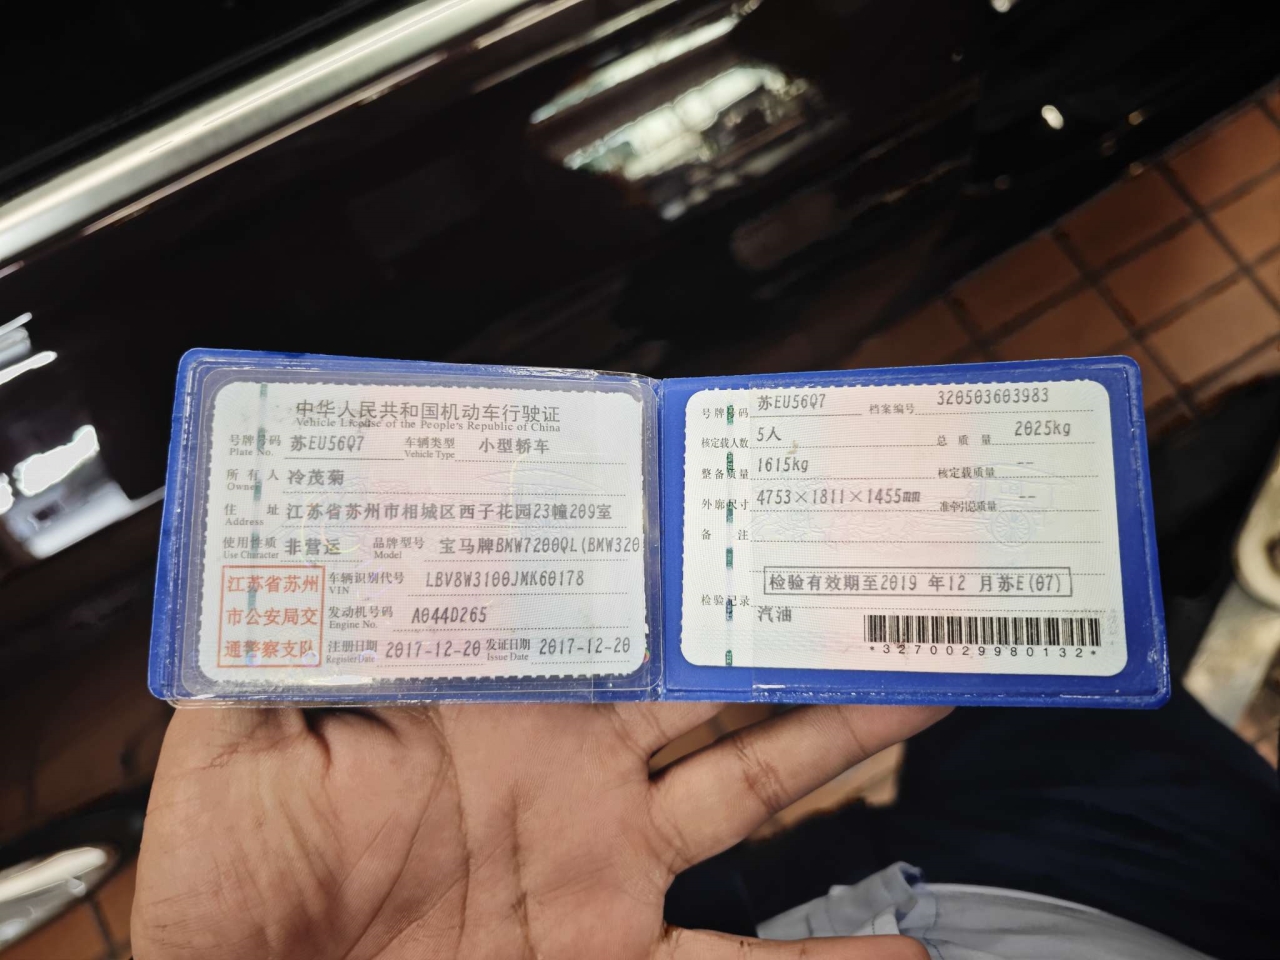 中华人民共和国机动车行驶证
Vehicle License of the People's Republic of China
号牌号码 苏EU56Q7 车辆类型 小型轿车
Plate No. Vehicle Type
所有人 冷茂菊
Owner
住址 江苏省苏州市相城区西子花园23幢209室
Address
使用性质 非营运 品牌型号 宝马牌BMW7200QL(BMW320
Use Character Model
江苏省苏州
市公安局交
通警察支队
车辆识别代号 LBV8W3100JMK60178
VIN
发动机号码 A044D265
Engine No.
注册日期 2017-12-20 发证日期 2017-12-20
Register Date Issue Date
号牌号码 苏EU56Q7 档案编号 320503603983
核定载人数 5人 总质量 2025kg
整备质量 1615kg 核定载质量 --
外廓尺寸 4753×1811×1455㎜ 准牵引总质量 --
备注
检验有效期至2019 年12 月苏E(07)
检验记录
汽油
*3270029980132*